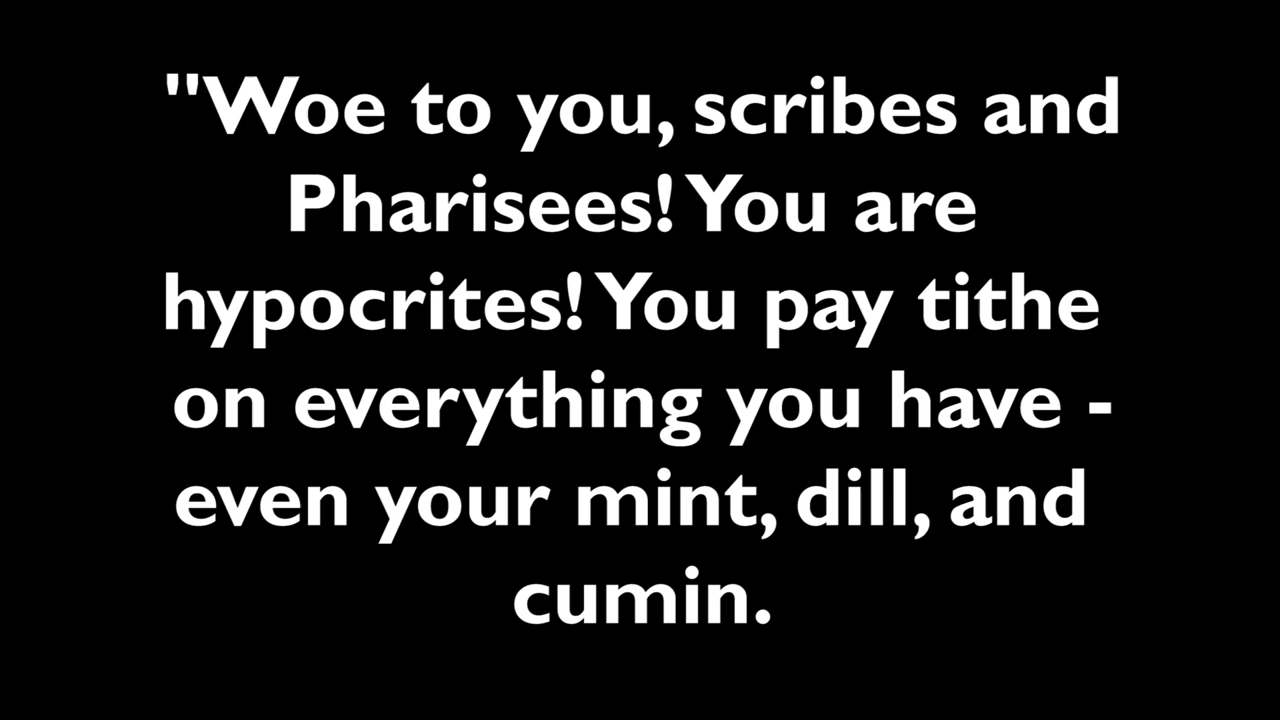 "Woe to you, scribes and
Pharisees! You are
hypocrites! You pay tithe
on everything you have -
even your mint, dill, and
cumin.